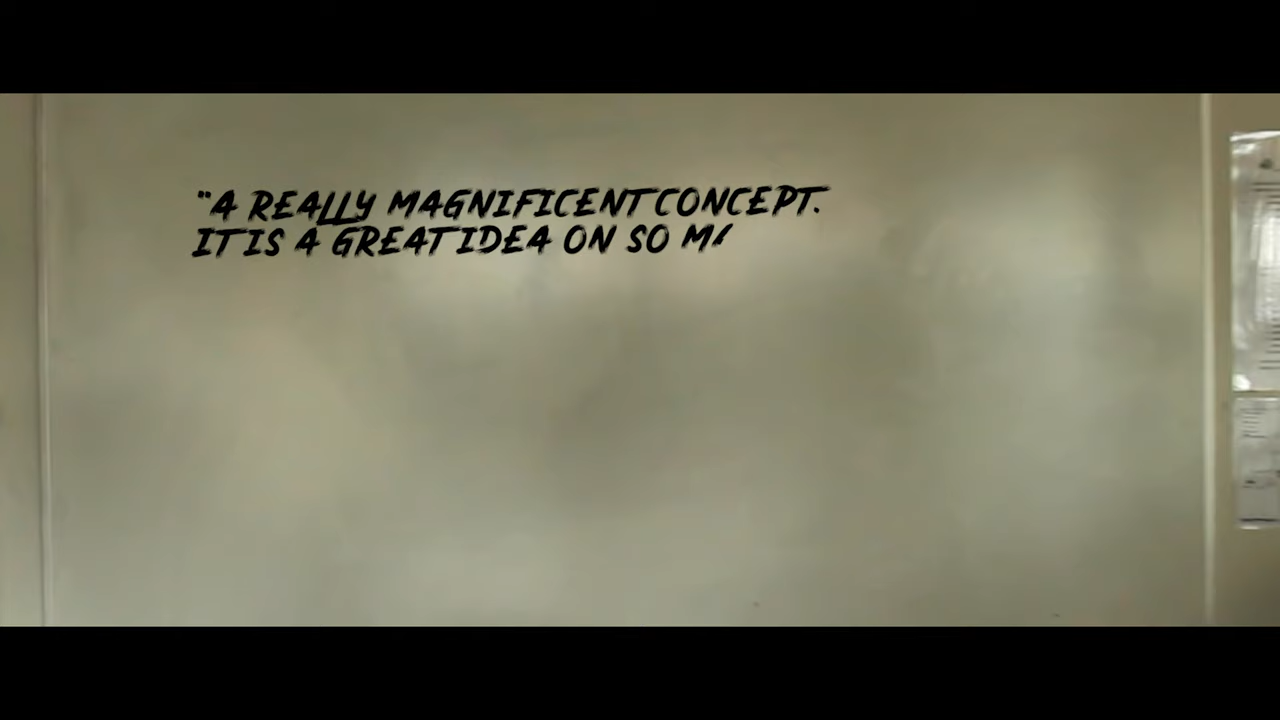 "A REALLY MAGNIFICENT CONCEPT.
IT IS A GREAT IDEA ON SO